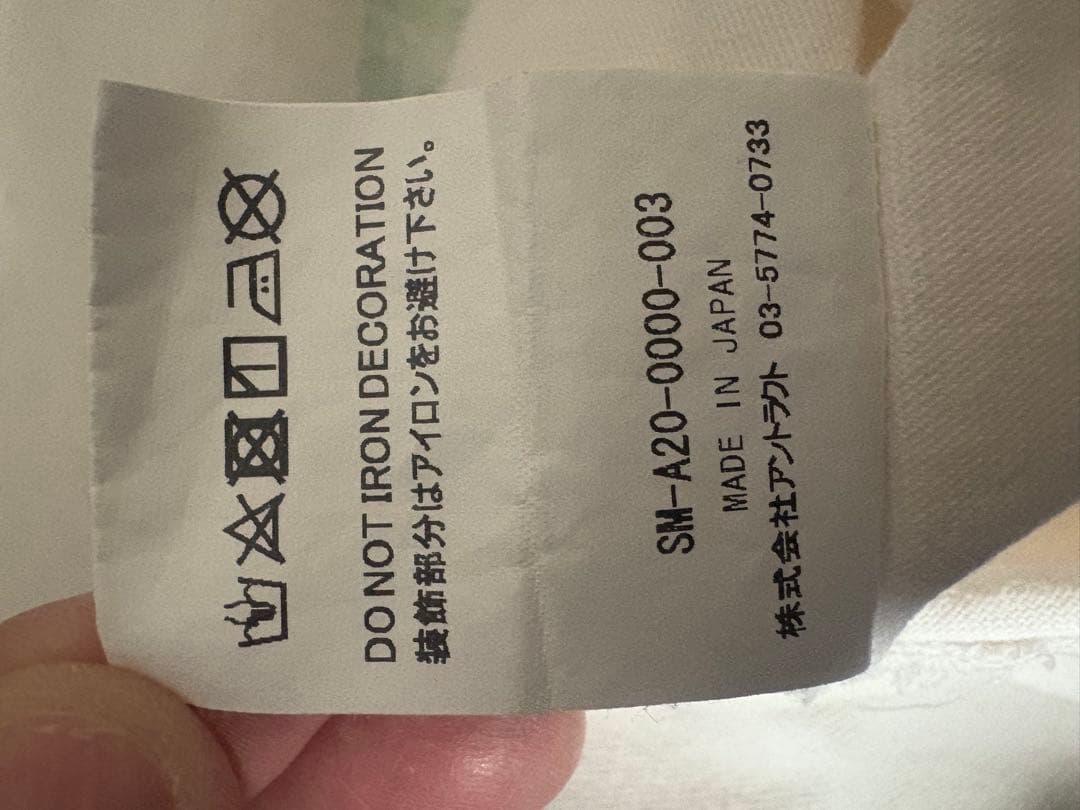 DO NOT IRON DECORATION
装飾部分はアイロンをお避け下さい。
SM-A20-0000-003
MADE IN JAPAN
株式会社アントラクト 03-5774-0733